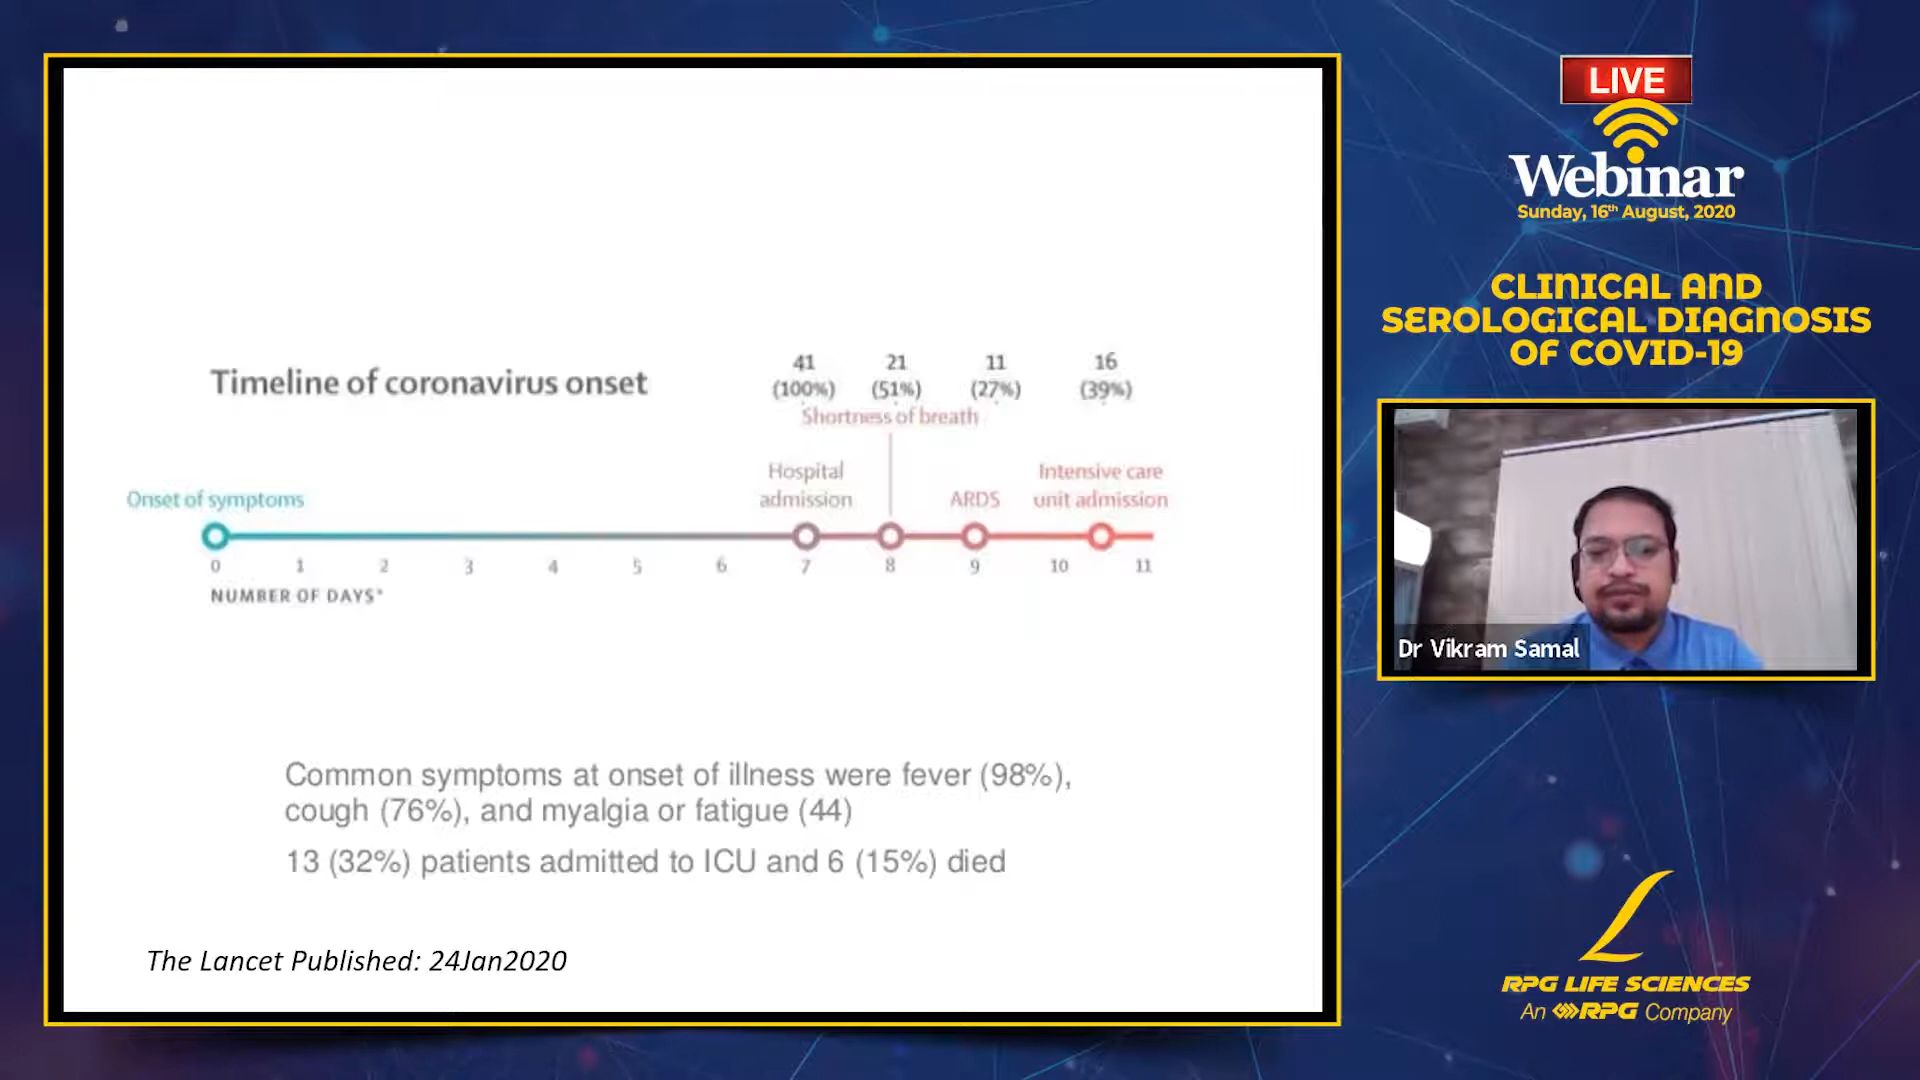 LIVE
Webinar
Sunday, 16th August, 2020
CLINICAL AND
SEROLOGICAL DIAGNOSIS
OF COVID-19
Timeline of coronavirus onset
41 21 11 16
(100%) (51%) (27%) (39%)
Shortness of breath
Hospital
admission
Intensive care
unit admission
Onset of symptoms
ARDS
0 1 2 3 4 5 6 7 8 9 10 11
NUMBER OF DAYS*
Common symptoms at onset of illness were fever (98%),
cough (76%), and myalgia or fatigue (44)
13 (32%) patients admitted to ICU and 6 (15%) died
The Lancet Published: 24Jan2020
Dr Vikram Samal
RPG LIFE SCIENCES
An RPG Company